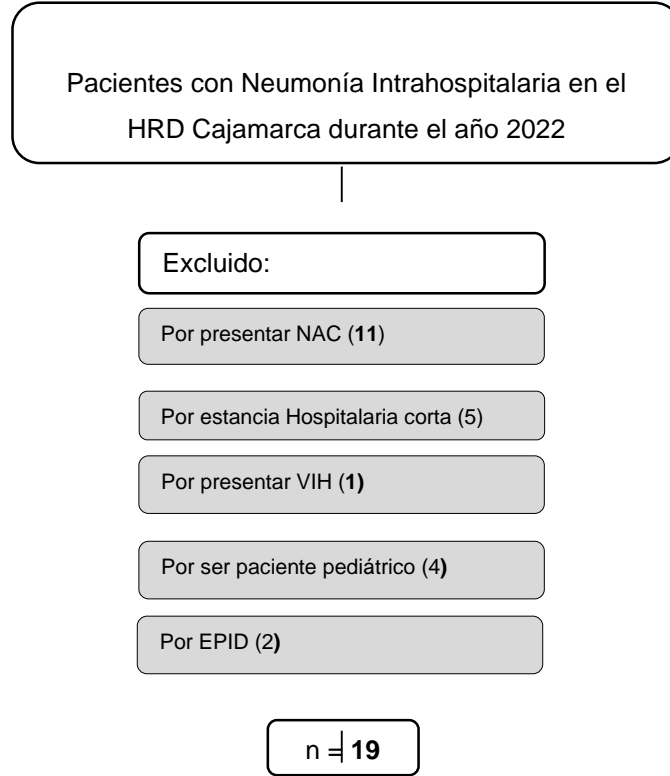 Pacientes con Neumonía Intrahospitalaria en el
HRD Cajamarca durante el año 2022
Excluido:
Por presentar NAC (11)
Por estancia Hospitalaria corta (5)
Por presentar VIH (1)
Por ser paciente pediátrico (4)
Por EPID (2)
n = 19